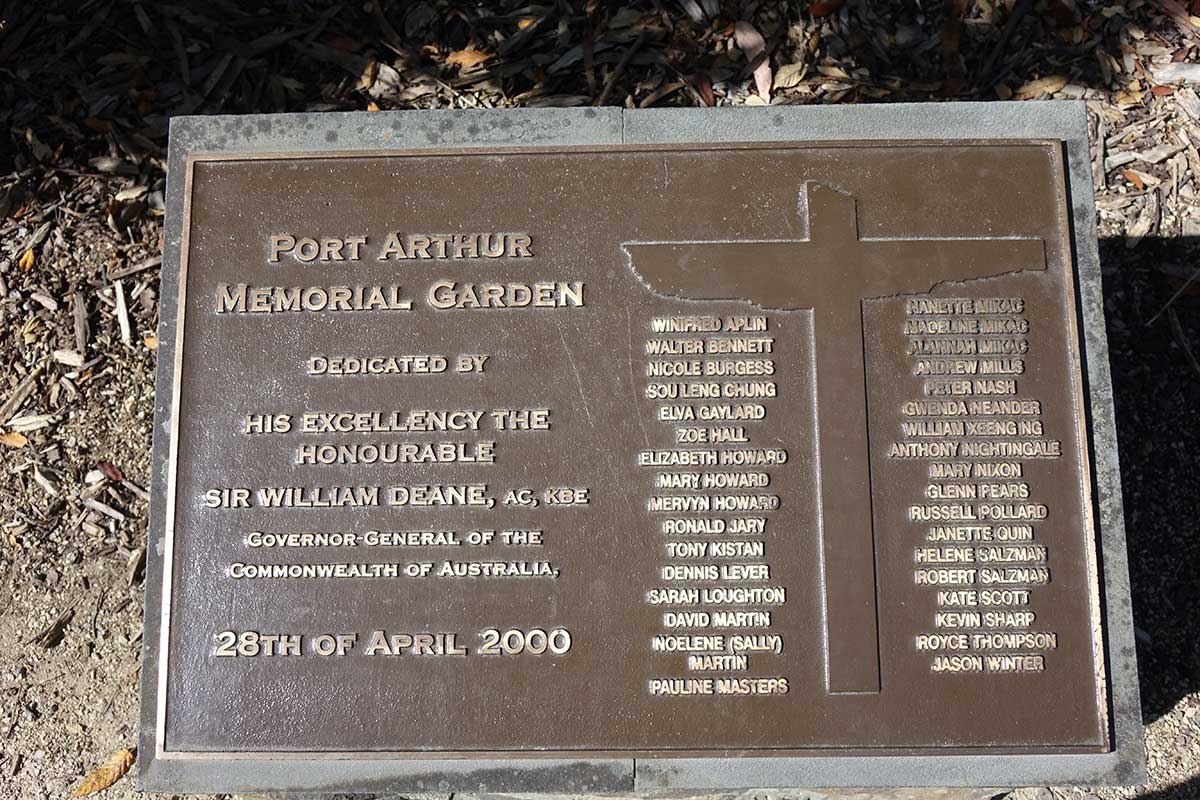 PORT ARTHUR
MEMORIAL GARDEN
DEDICATED BY
HIS EXCELLENCY THE
HONOURABLE
SIR WILLIAM DEANE, AC, KBE
GOVERNOR-GENERAL OF THE
COMMONWEALTH OF AUSTRALIA,
28TH OF APRIL 2000
WINIFRED APLIN
WALTER BENNETT
NICOLE BURGESS
SOU LENG CHUNG
ELVA GAYLARD
ZOE HALL
ELIZABETH HOWARD
MARY HOWARD
MERVYN HOWARD
RONALD JARY
TONY KISTAN
DENNIS LEVER
SARAH LOUGHTON
DAVID MARTIN
NOELENE (SALLY)
MARTIN
PAULINE MASTERS
NANETTE MIKAC
MADELINE MIKAC
ALANNAH MIKAC
ANDREW MILLS
PETER NASH
GWENDA NEANDER
WILLIAM XEENG NG
ANTHONY NIGHTINGALE
MARY NIXON
GLENN PEARS
RUSSELL POLLARD
JANETTE QUIN
HELENE SALZMAN
ROBERT SALZMAN
KATE SCOTT
KEVIN SHARP
ROYCE THOMPSON
JASON WINTER